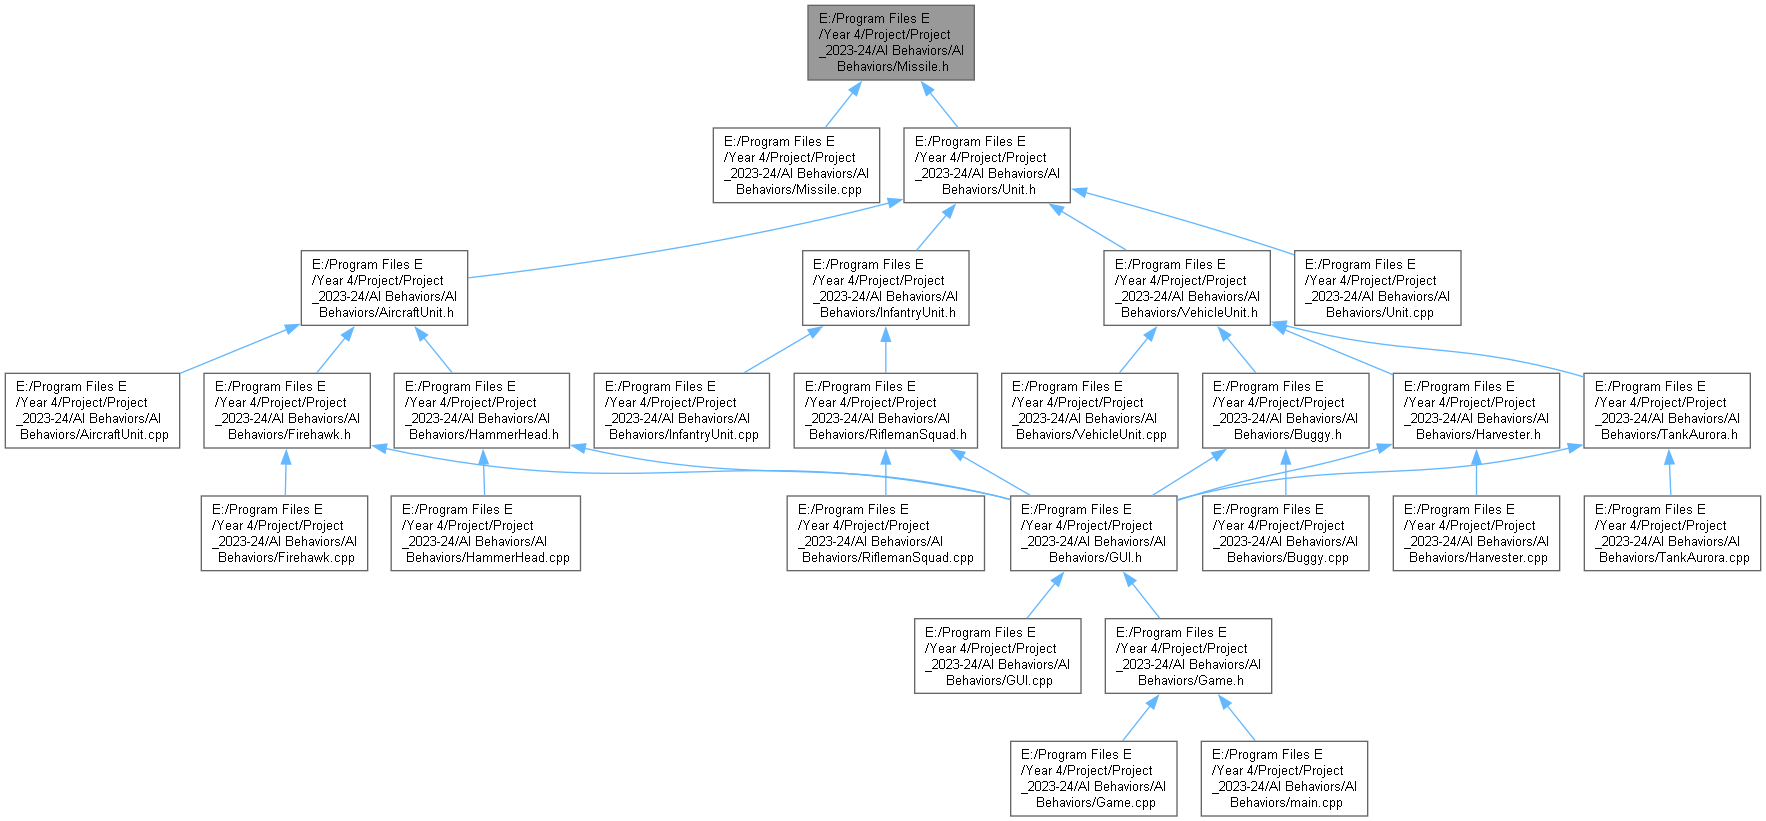 E:/Program Files E
/Year 4/Project/Project
_2023-24/AI Behaviors/AI
Behaviors/Missile.h
E:/Program Files E
/Year 4/Project/Project
_2023-24/AI Behaviors/AI
Behaviors/Missile.cpp
E:/Program Files E
/Year 4/Project/Project
_2023-24/AI Behaviors/AI
Behaviors/Unit.h
E:/Program Files E
/Year 4/Project/Project
_2023-24/AI Behaviors/AI
Behaviors/AircraftUnit.h
E:/Program Files E
/Year 4/Project/Project
_2023-24/AI Behaviors/AI
Behaviors/InfantryUnit.h
E:/Program Files E
/Year 4/Project/Project
_2023-24/AI Behaviors/AI
Behaviors/VehicleUnit.h
E:/Program Files E
/Year 4/Project/Project
_2023-24/AI Behaviors/AI
Behaviors/Unit.cpp
E:/Program Files E
/Year 4/Project/Project
_2023-24/AI Behaviors/AI
Behaviors/AircraftUnit.cpp
E:/Program Files E
/Year 4/Project/Project
_2023-24/AI Behaviors/AI
Behaviors/Firehawk.h
E:/Program Files E
/Year 4/Project/Project
_2023-24/AI Behaviors/AI
Behaviors/HammerHead.h
E:/Program Files E
/Year 4/Project/Project
_2023-24/AI Behaviors/AI
Behaviors/InfantryUnit.cpp
E:/Program Files E
/Year 4/Project/Project
_2023-24/AI Behaviors/AI
Behaviors/RiflemanSquad.h
E:/Program Files E
/Year 4/Project/Project
_2023-24/AI Behaviors/AI
Behaviors/VehicleUnit.cpp
E:/Program Files E
/Year 4/Project/Project
_2023-24/AI Behaviors/AI
Behaviors/Buggy.h
E:/Program Files E
/Year 4/Project/Project
_2023-24/AI Behaviors/AI
Behaviors/Harvester.h
E:/Program Files E
/Year 4/Project/Project
_2023-24/AI Behaviors/AI
Behaviors/TankAurora.h
E:/Program Files E
/Year 4/Project/Project
_2023-24/AI Behaviors/AI
Behaviors/Firehawk.cpp
E:/Program Files E
/Year 4/Project/Project
_2023-24/AI Behaviors/AI
Behaviors/HammerHead.cpp
E:/Program Files E
/Year 4/Project/Project
_2023-24/AI Behaviors/AI
Behaviors/RiflemanSquad.cpp
E:/Program Files E
/Year 4/Project/Project
_2023-24/AI Behaviors/AI
Behaviors/GUI.h
E:/Program Files E
/Year 4/Project/Project
_2023-24/AI Behaviors/AI
Behaviors/Buggy.cpp
E:/Program Files E
/Year 4/Project/Project
_2023-24/AI Behaviors/AI
Behaviors/Harvester.cpp
E:/Program Files E
/Year 4/Project/Project
_2023-24/AI Behaviors/AI
Behaviors/TankAurora.cpp
E:/Program Files E
/Year 4/Project/Project
_2023-24/AI Behaviors/AI
Behaviors/GUI.cpp
E:/Program Files E
/Year 4/Project/Project
_2023-24/AI Behaviors/AI
Behaviors/Game.h
E:/Program Files E
/Year 4/Project/Project
_2023-24/AI Behaviors/AI
Behaviors/Game.cpp
E:/Program Files E
/Year 4/Project/Project
_2023-24/AI Behaviors/AI
Behaviors/main.cpp